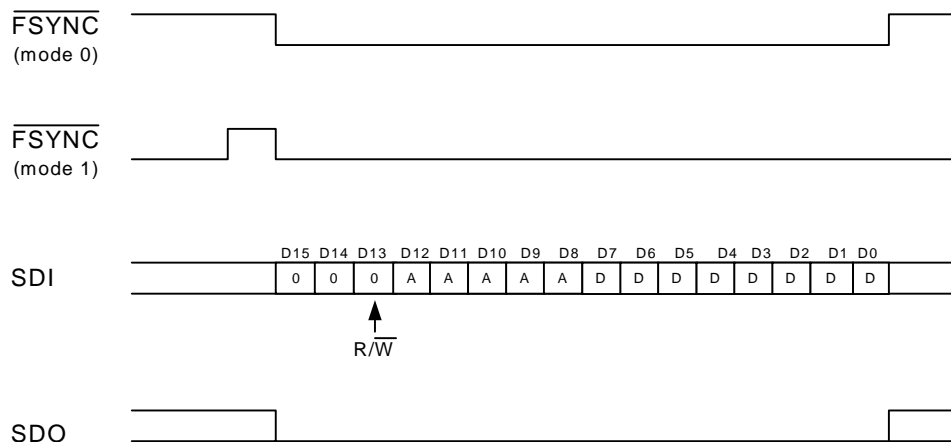 FSYNC
(mode 0)
FSYNC
(mode 1)
D15 D14 D13 D12 D11 D10 D9 D8 D7 D6 D5 D4 D3 D2 D1 D0
SDI
0 0 0 A A A A A D D D D D D D D
R/W
SDO